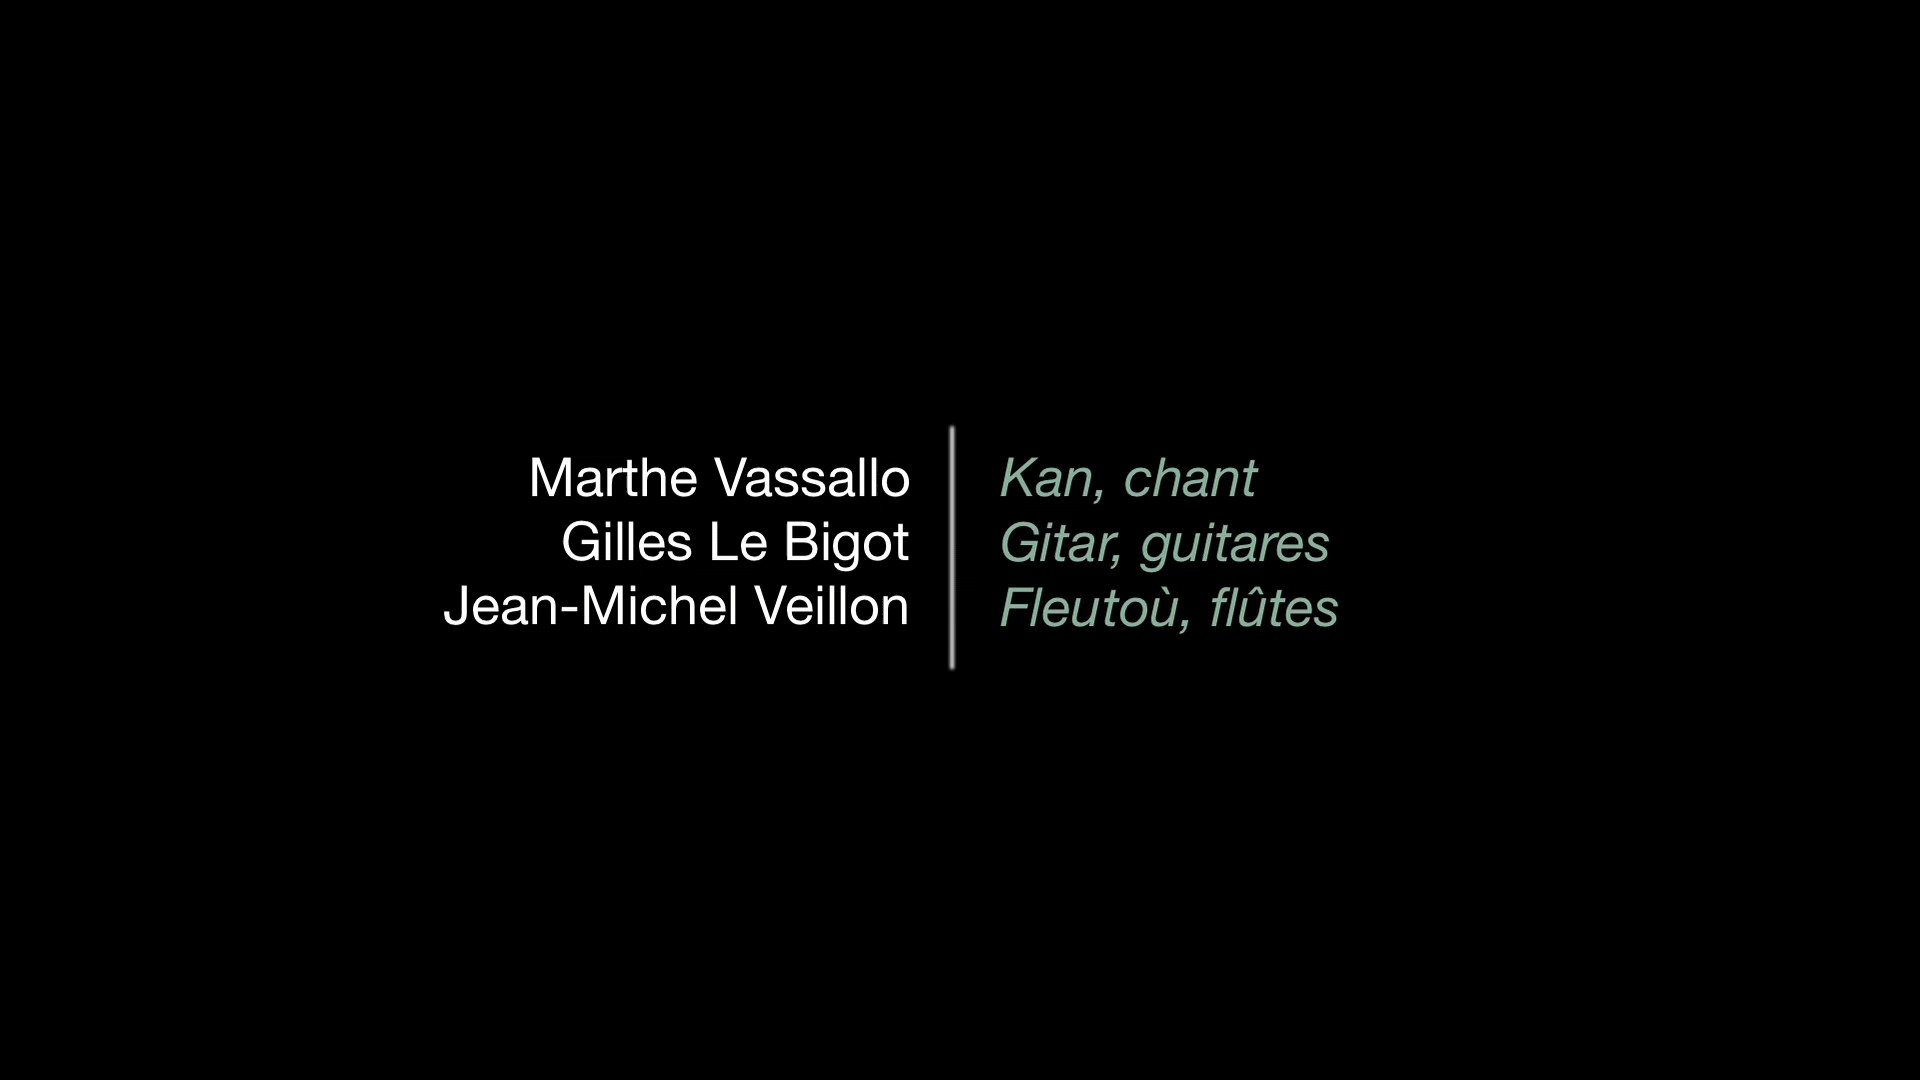 Marthe Vassallo Kan, chant
Gilles Le Bigot Gitar, guitares
Jean-Michel Veillon Fleutoù, flûtes